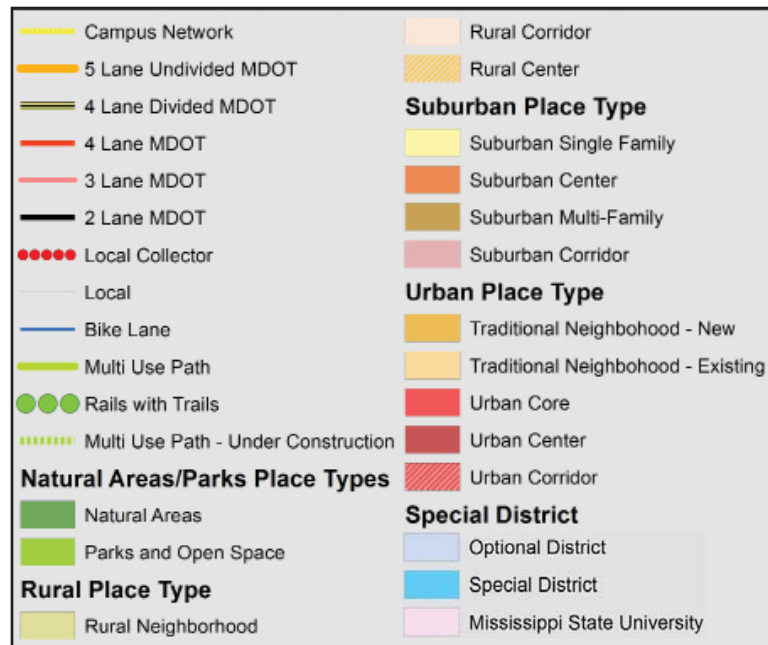 Campus Network
5 Lane Undivided MDOT
4 Lane Divided MDOT
4 Lane MDOT
3 Lane MDOT
2 Lane MDOT
Local Collector
Local
Bike Lane
Multi Use Path
Rails with Trails
Multi Use Path - Under Construction
Natural Areas/Parks Place Types
Natural Areas
Parks and Open Space
Rural Place Type
Rural Neighborhood
Rural Corridor
Rural Center
Suburban Place Type
Suburban Single Family
Suburban Center
Suburban Multi-Family
Suburban Corridor
Urban Place Type
Traditional Neighbohood - New
Traditional Neighbohood - Existing
Urban Core
Urban Center
Urban Corridor
Special District
Optional District
Special District
Mississippi State University